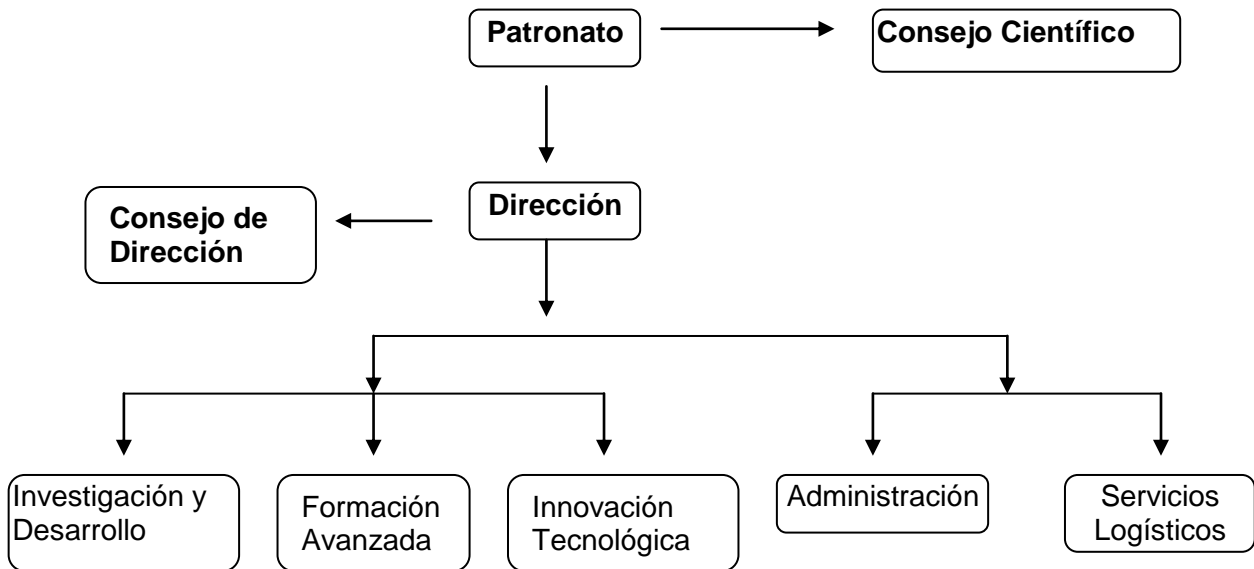 Patronato
Consejo Científico
Consejo de
Dirección
Dirección
Investigación y
Desarrollo
Formación
Avanzada
Innovación
Tecnológica
Administración
Servicios
Logísticos